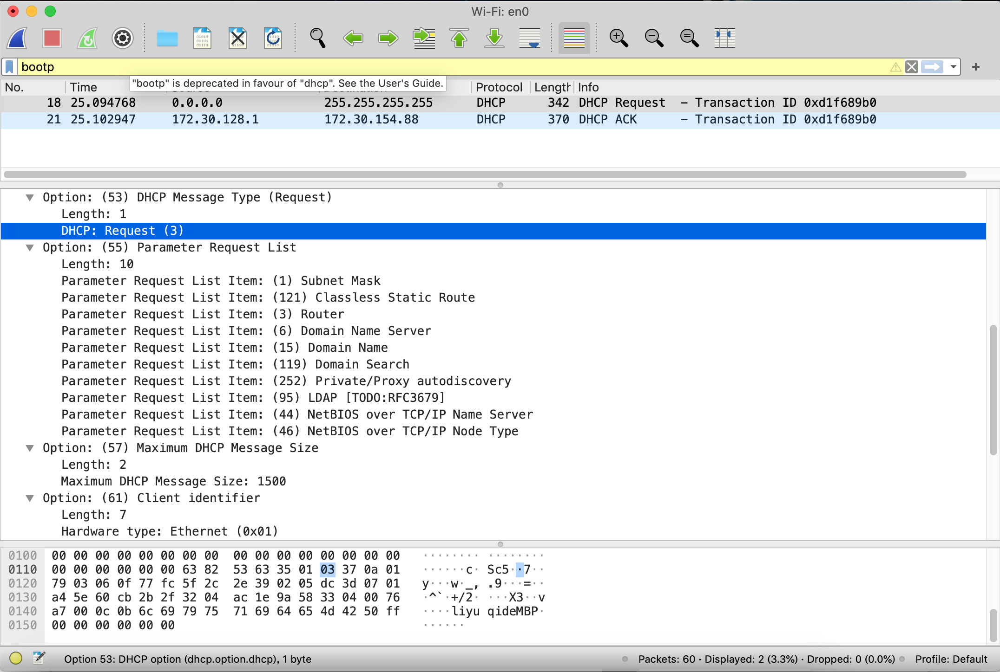 Wi-Fi: en0
bootp
"bootp" is deprecated in favour of "dhcp". See the User's Guide.
No. Time Source Destination Protocol Length Info
18 25.094768 0.0.0.0 255.255.255.255 DHCP 342 DHCP Request – Transaction ID 0xd1f689b0
21 25.102947 172.30.128.1 172.30.154.88 DHCP 370 DHCP ACK – Transaction ID 0xd1f689b0
Option: (53) DHCP Message Type (Request)
Length: 1
DHCP: Request (3)
Option: (55) Parameter Request List
Length: 10
Parameter Request List Item: (1) Subnet Mask
Parameter Request List Item: (121) Classless Static Route
Parameter Request List Item: (3) Router
Parameter Request List Item: (6) Domain Name Server
Parameter Request List Item: (15) Domain Name
Parameter Request List Item: (119) Domain Search
Parameter Request List Item: (252) Private/Proxy autodiscovery
Parameter Request List Item: (95) LDAP [TODO:RFC3679]
Parameter Request List Item: (44) NetBIOS over TCP/IP Name Server
Parameter Request List Item: (46) NetBIOS over TCP/IP Node Type
Option: (57) Maximum DHCP Message Size
Length: 2
Maximum DHCP Message Size: 1500
Option: (61) Client identifier
Length: 7
Hardware type: Ethernet (0x01)
0100 00 00 00 00 00 00 00 00 00 00 00 00 00 00 00 00 ········ ········
0110 00 00 00 00 00 00 63 82 53 63 35 01 03 37 0a 01 ······c· Sc5··7··
0120 79 03 06 0f 77 fc 5f 2c 2e 39 02 05 dc 3d 07 01 y···w·_, .9···=··
0130 a4 5e 60 cb 2b 2f 32 04 ac 1e 9a 58 33 04 00 76 ·^`·+/2· ···X3··v
0140 a7 00 0c 0b 6c 69 79 75 71 69 64 65 4d 42 50 ff ····liyu qideMBP·
0150 00 00 00 00 00 00 ······
Option 53: DHCP option (dhcp.option.dhcp), 1 byte Packets: 60 · Displayed: 2 (3.3%) · Dropped: 0 (0.0%) Profile: Default